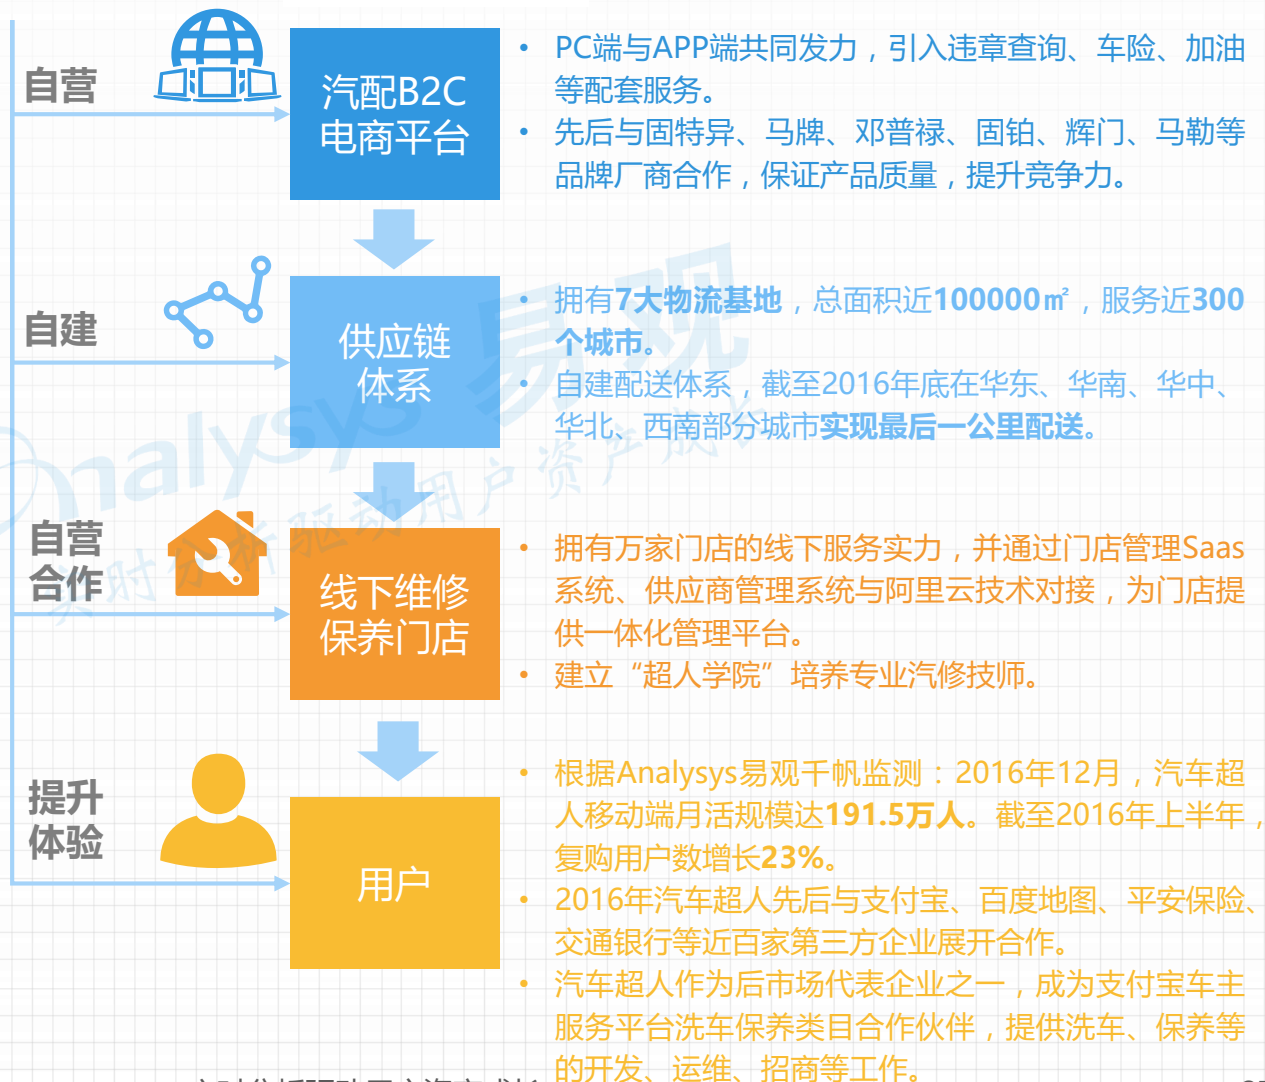 自营
汽配B2C
电商平台
• PC端与APP端共同发力，引入违章查询、车险、加油
等配套服务。
• 先后与固特异、马牌、邓普禄、固铂、辉门、马勒等
品牌厂商合作，保证产品质量，提升竞争力。
自建
供应链
体系
• 拥有7大物流基地，总面积近100000㎡，服务近300
个城市。
• 自建配送体系，截至2016年底在华东、华南、华中、
华北、西南部分城市实现最后一公里配送。
自营
合作
线下维修
保养门店
• 拥有万家门店的线下服务实力，并通过门店管理Saas
系统、供应商管理系统与阿里云技术对接，为门店提
供一体化管理平台。
• 建立“超人学院”培养专业汽修技师。
提升
体验
用户
• 根据Analysys易观千帆监测：2016年12月，汽车超
人移动端月活规模达191.5万人。截至2016年上半年，
复购用户数增长23%。
• 2016年汽车超人先后与支付宝、百度地图、平安保险、
交通银行等近百家第三方企业展开合作。
• 汽车超人作为后市场代表企业之一，成为支付宝车主
服务平台洗车保养类目合作伙伴，提供洗车、保养等
的开发、运维、招商等工作。
Analysys 易观
实时分析驱动用户资产成长